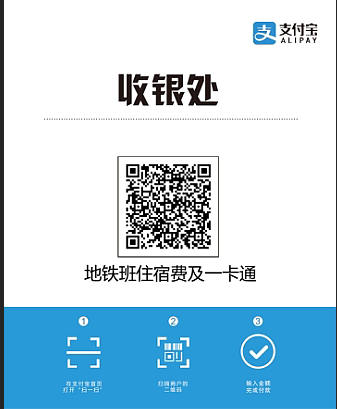 支付宝
ALIPAY
收银处
地铁班住宿费及一卡通
1
2
3
在支付宝首页
打开“扫一扫”
扫描商户的
二维码
输入金额
完成付款